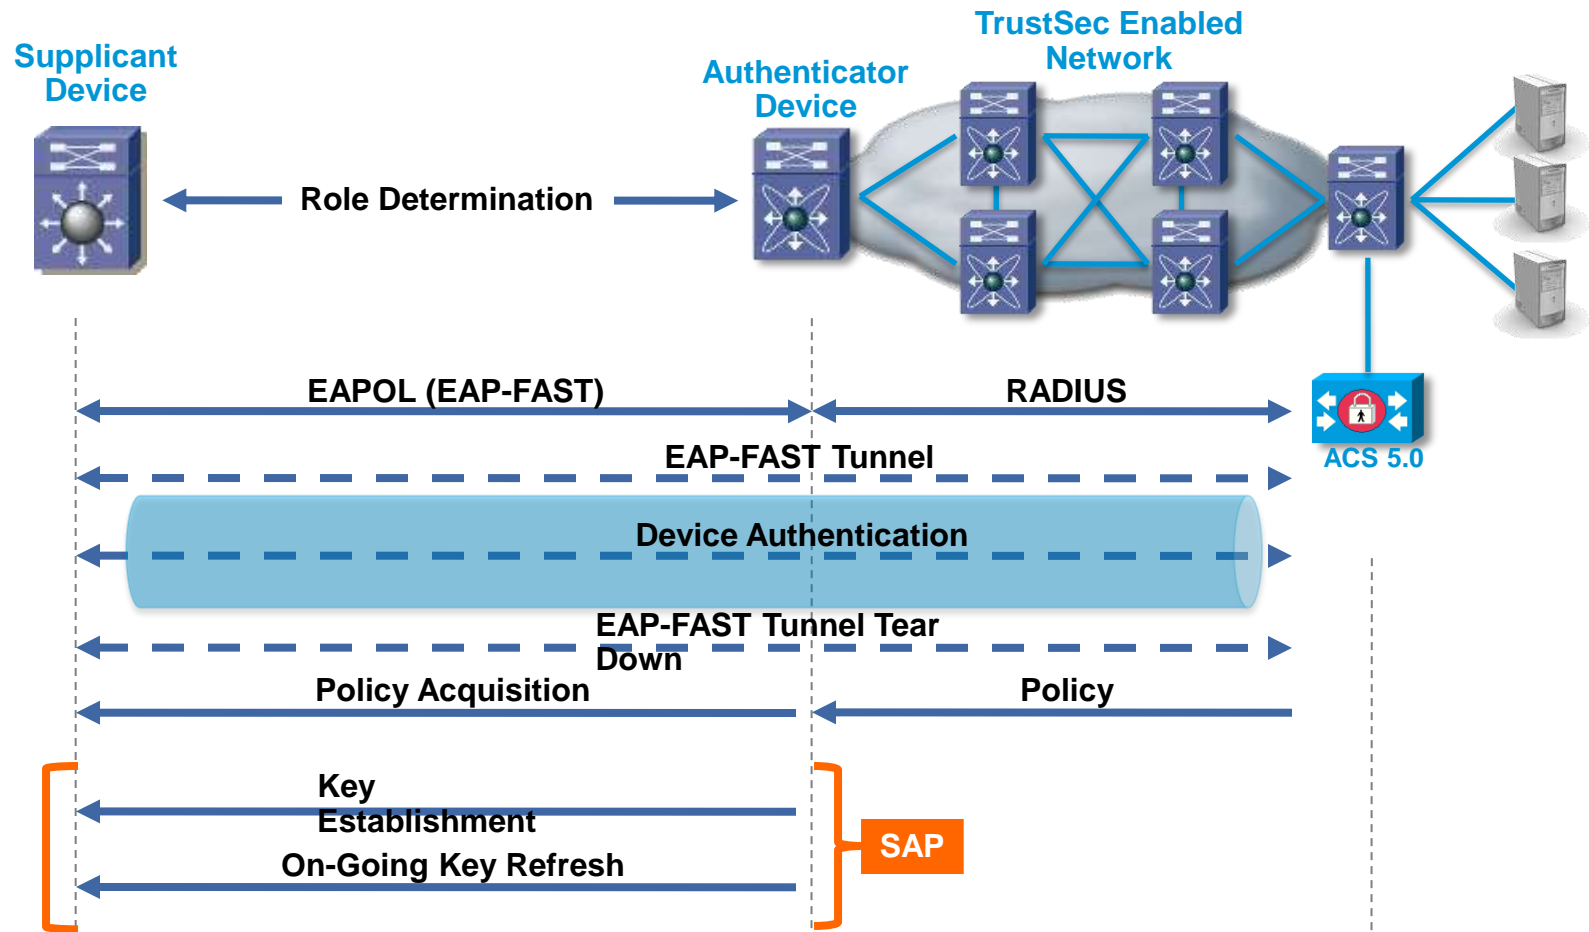 TrustSec Enabled
Network
Supplicant
Device
Authenticator
Device
Role Determination
EAPOL (EAP-FAST)
RADIUS
ACS 5.0
EAP-FAST Tunnel
Device Authentication
EAP-FAST Tunnel Tear
Down
Policy Acquisition
Policy
Key
Establishment
SAP
On-Going Key Refresh